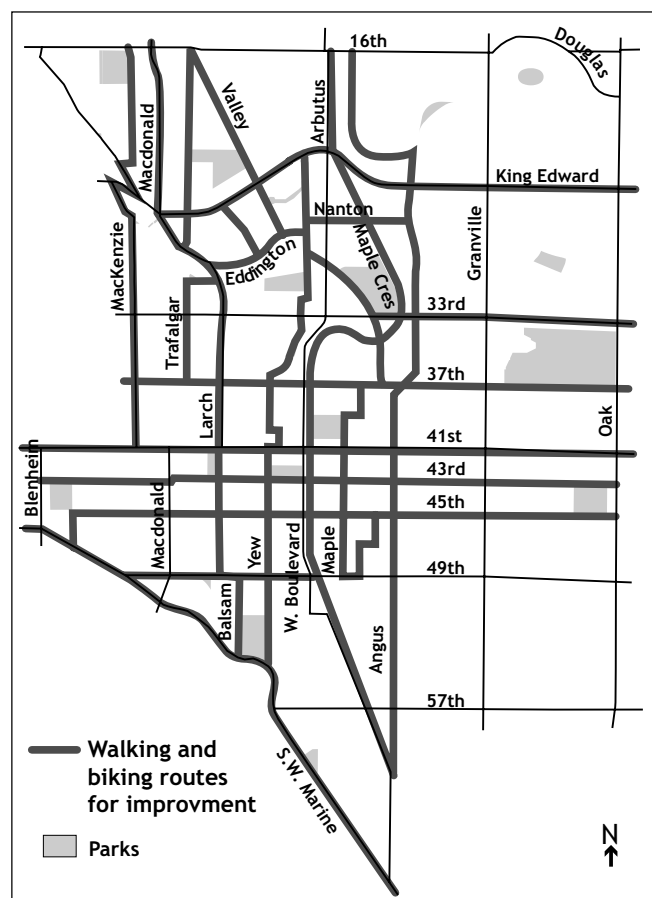 16th
Douglas
Macdonald
Valley
Arbutus
King Edward
Nanton
MacKenzie
Eddington
Maple Cres
Granville
33rd
Trafalgar
37th
Larch
Oak
41st
43rd
Blenheim
Macdonald
45th
Yew
W. Boulevard
Maple
49th
Balsam
Angus
57th
S.W. Marine
Walking and
biking routes
for improvment
Parks
N